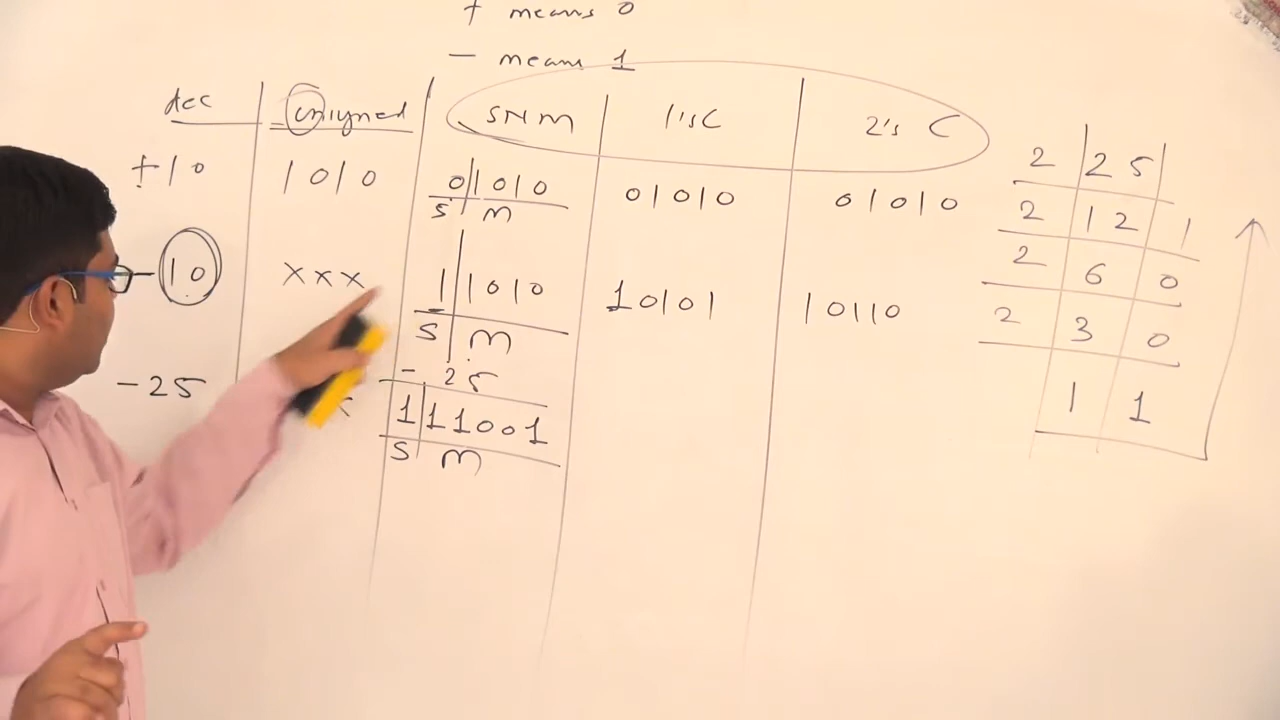 + means 0
− means 1
dec unsigned SNM 1's C 2's C
+10 1010 0 1010 01010 01010
S M
−10 xxx 1 1010 10101 10110
S M
−25
−25 1 11001
S M
2 25
2 12 1
2 6 0
2 3 0
1 1